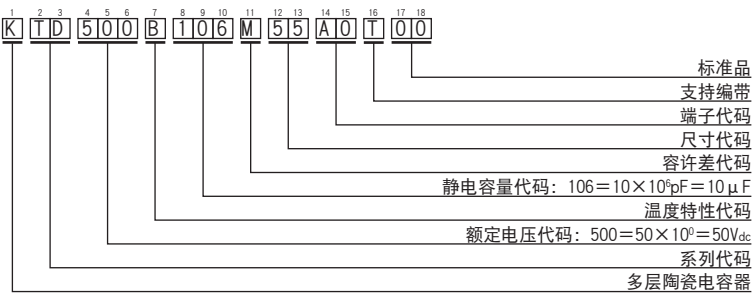 1 2 3 4 5 6 7 8 9 10 11 12 13 14 15 16 17 18
K T D 5 0 0 B 1 0 6 M 5 5 A 0 T 0 0
标准品
支持编带
端子代码
尺寸代码
容许差代码
静电容量代码：106＝10×10⁶pF＝10μF
温度特性代码
额定电压代码：500＝50×10⁰＝50Vdc
系列代码
多层陶瓷电容器